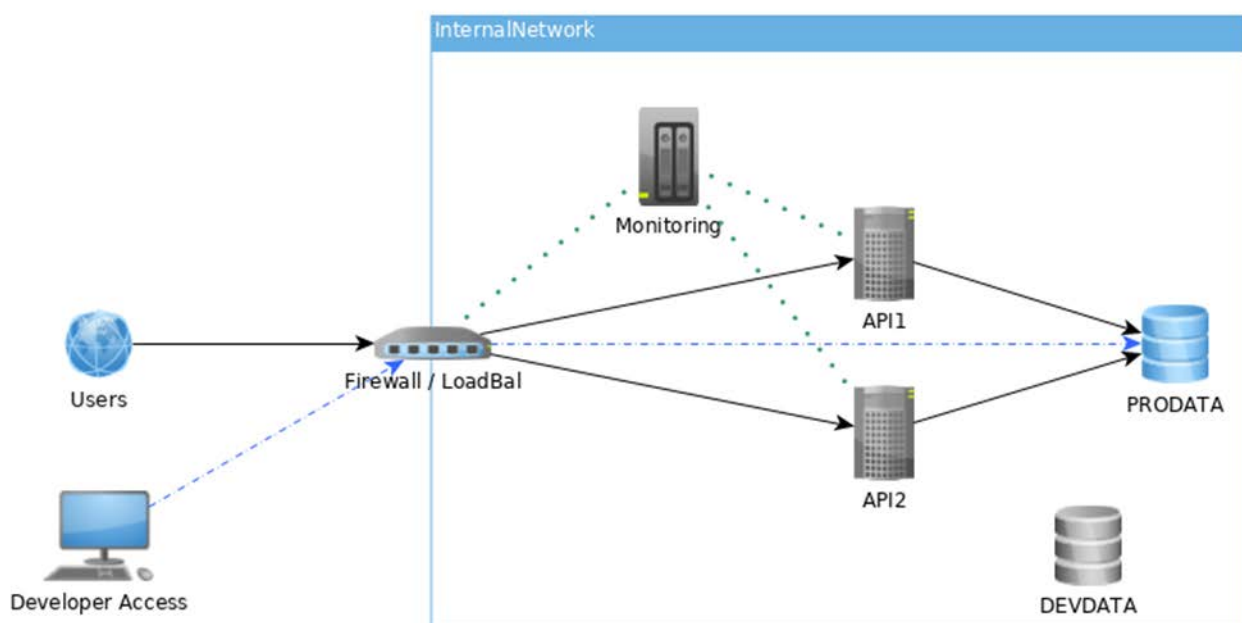 InternalNetwork
Monitoring
API1
Users
Firewall / LoadBal
PRODATA
API2
Developer Access
DEVDATA